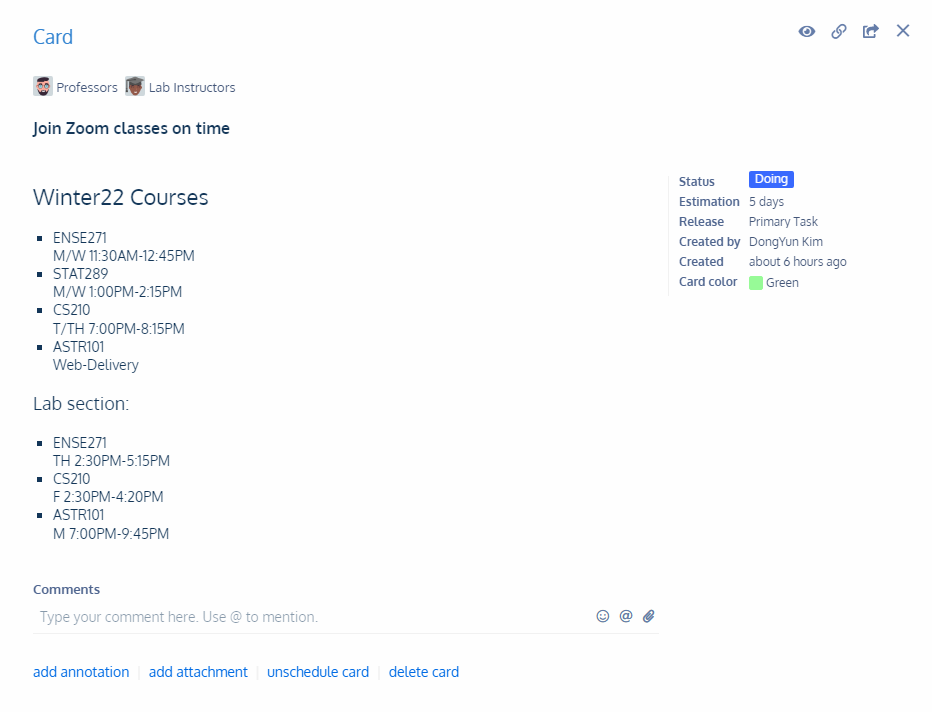 Card
Professors Lab Instructors
Join Zoom classes on time
Winter22 Courses
ENSE271
M/W 11:30AM-12:45PM
STAT289
M/W 1:00PM-2:15PM
CS210
T/TH 7:00PM-8:15PM
ASTR101
Web-Delivery
Lab section:
ENSE271
TH 2:30PM-5:15PM
CS210
F 2:30PM-4:20PM
ASTR101
M 7:00PM-9:45PM
Status Doing
Estimation 5 days
Release Primary Task
Created by DongYun Kim
Created about 6 hours ago
Card color Green
Comments
Type your comment here. Use @ to mention.
add annotation add attachment unschedule card delete card